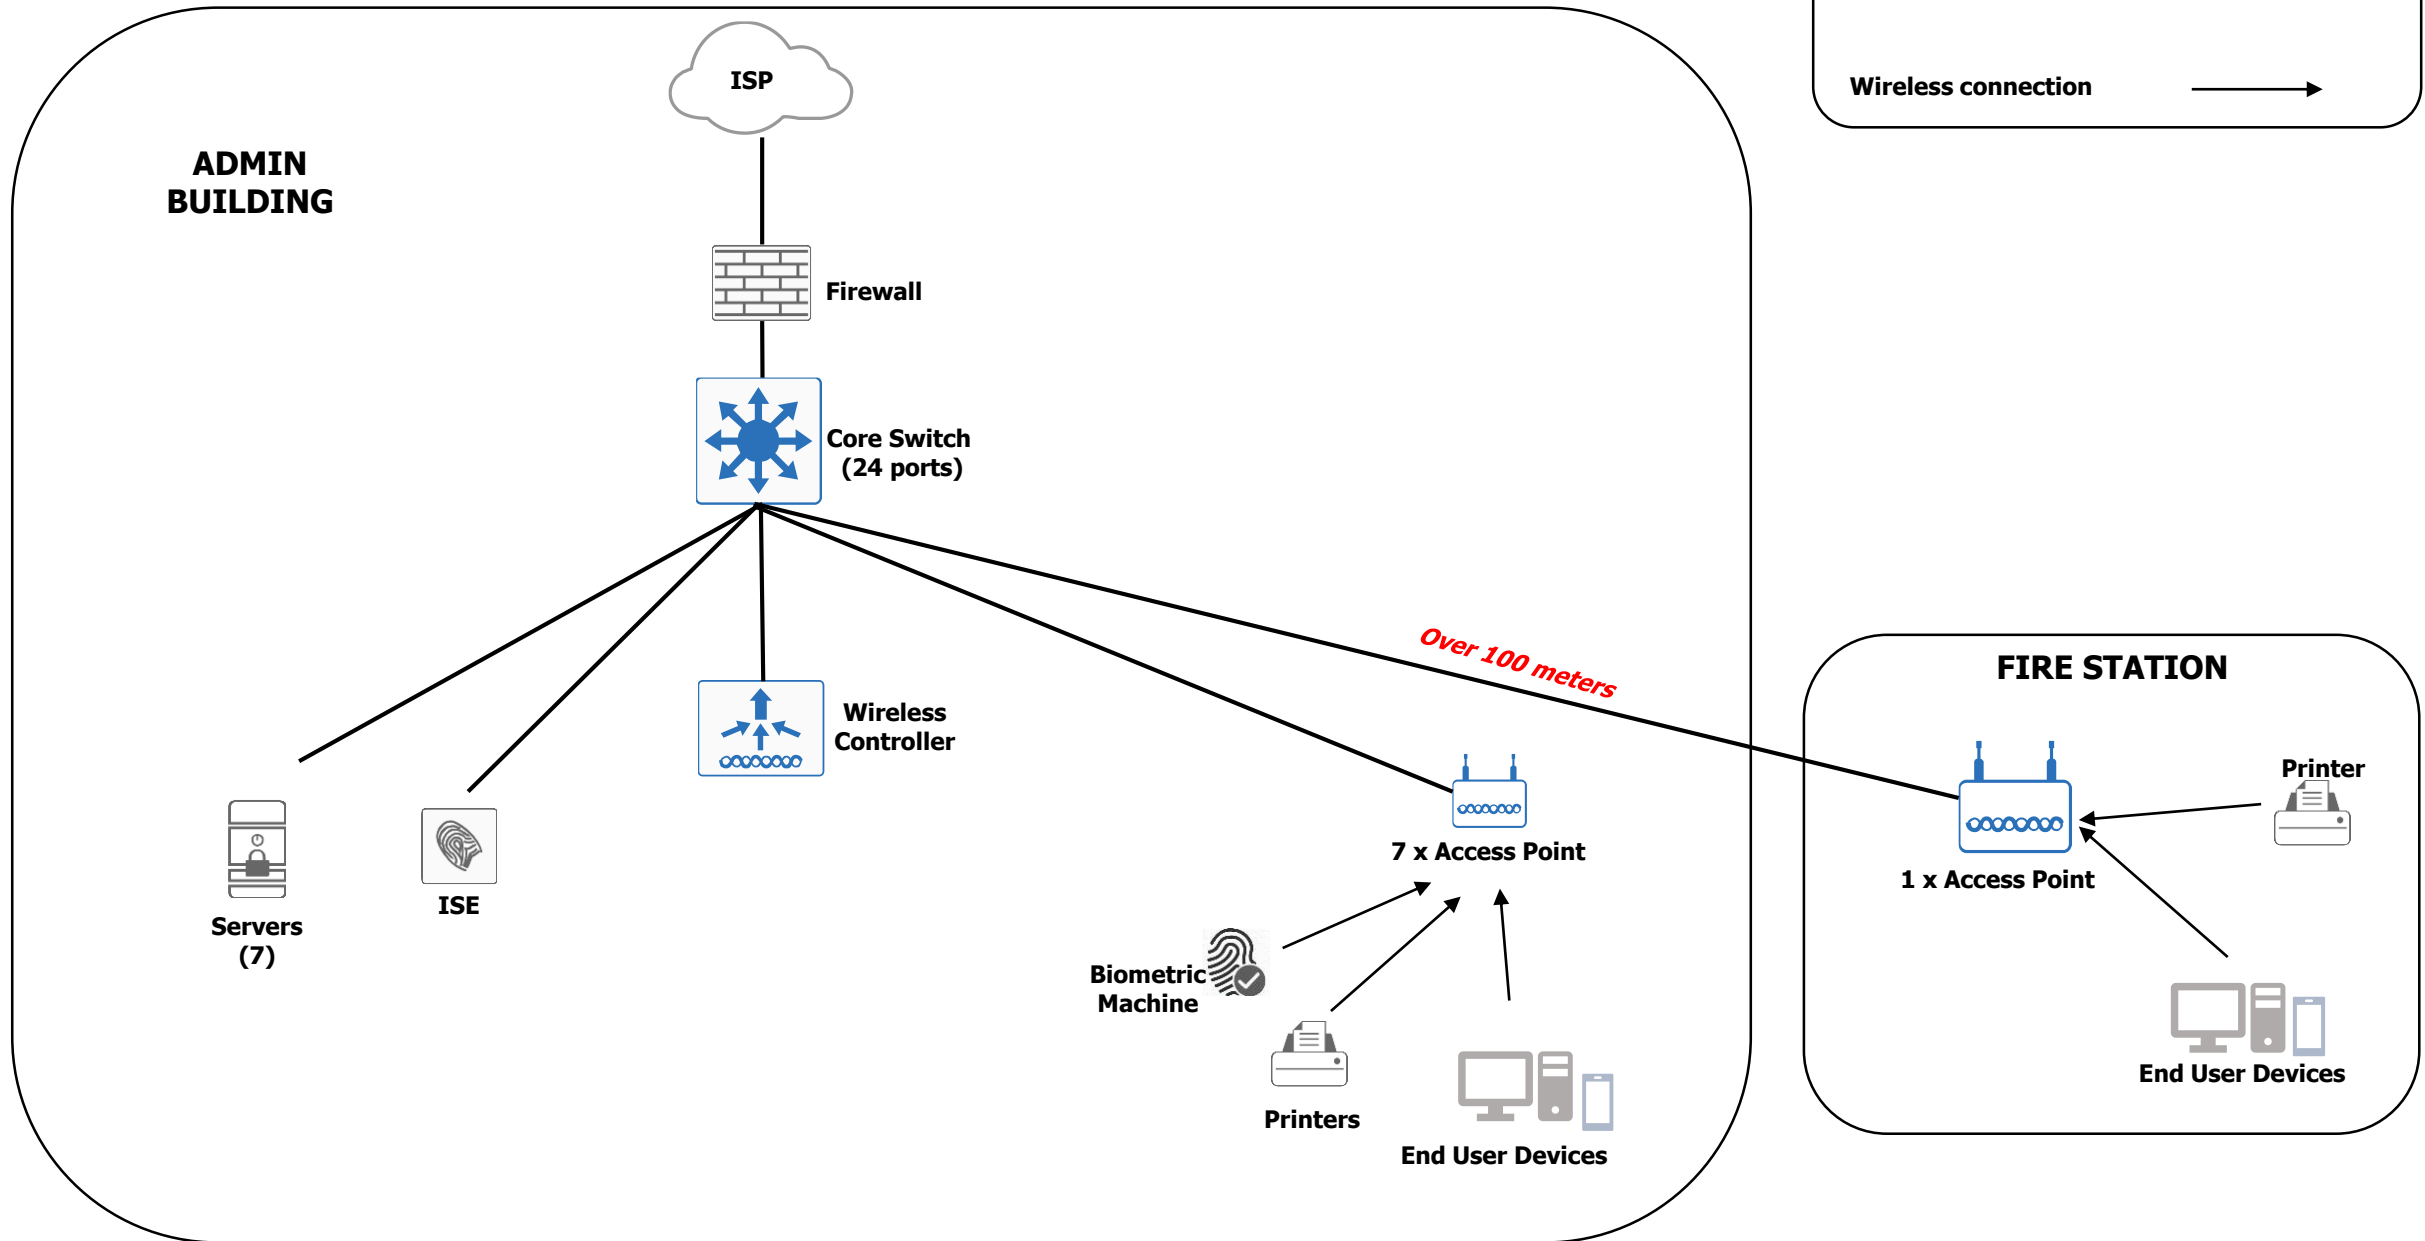 ISP
Wireless connection
ADMIN
BUILDING
Firewall
Core Switch
(24 ports)
Over 100 meters
FIRE STATION
Wireless
Controller
Printer
7 x Access Point
1 x Access Point
ISE
Servers
(7)
Biometric
Machine
End User Devices
Printers
End User Devices